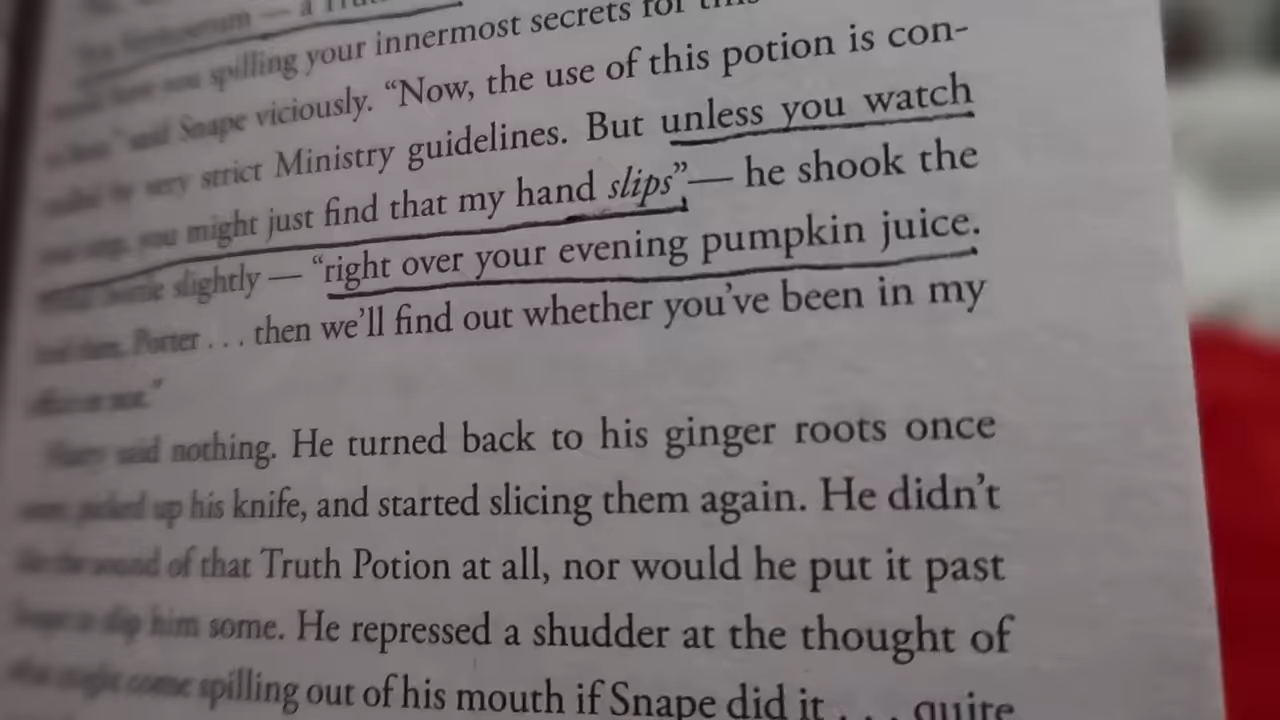 spilling your innermost secrets for this
Snape viciously. “Now, the use of this potion is con-
very strict Ministry guidelines. But unless you watch
you might just find that my hand slips”— he shook the
slightly — “right over your evening pumpkin juice.
Potter . . . then we’ll find out whether you’ve been in my
said nothing. He turned back to his ginger roots once
picked up his knife, and started slicing them again. He didn’t
of that Truth Potion at all, nor would he put it past
him some. He repressed a shudder at the thought of
spilling out of his mouth if Snape did it . . . quite